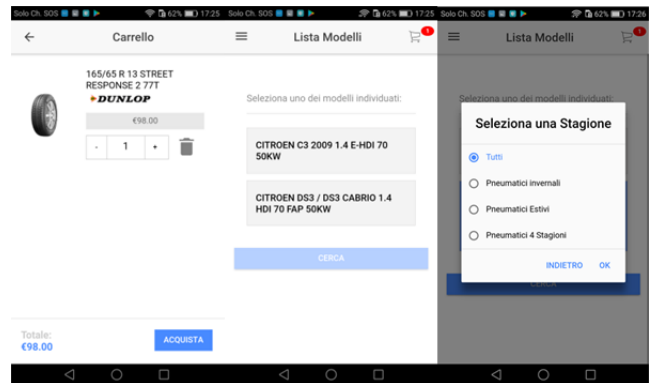 Solo Ch. SOS 62% 17:25
Carrello
165/65 R 13 STREET
RESPONSE 2 77T
DUNLOP
€98.00
- 1 +
Totale:
€98.00
ACQUISTA
Solo Ch. SOS 62% 17:25
Lista Modelli 1
Seleziona uno dei modelli individuati:
CITROEN C3 2009 1.4 E-HDI 70
50KW
CITROEN DS3 / DS3 CABRIO 1.4
HDI 70 FAP 50KW
CERCA
Solo Ch. SOS 62% 17:26
Lista Modelli 1
Seleziona uno dei modelli individuati:
Seleziona una Stagione
Tutti
Pneumatici invernali
Pneumatici Estivi
Pneumatici 4 Stagioni
INDIETRO OK
CERCA